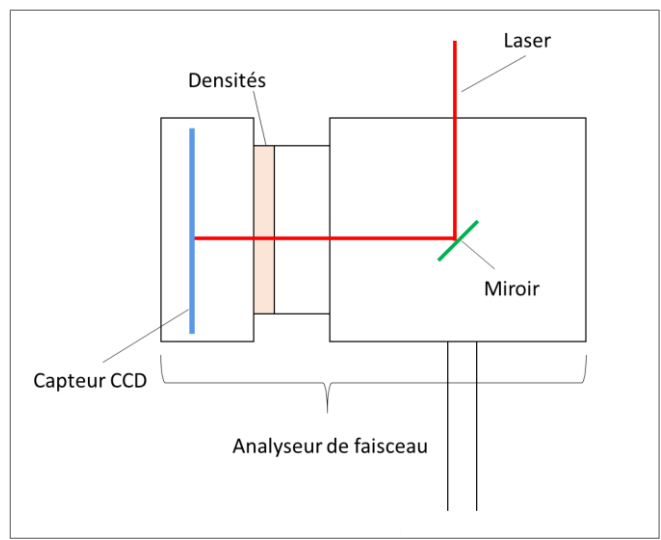 Laser
Densités
Miroir
Capteur CCD
Analyseur de faisceau